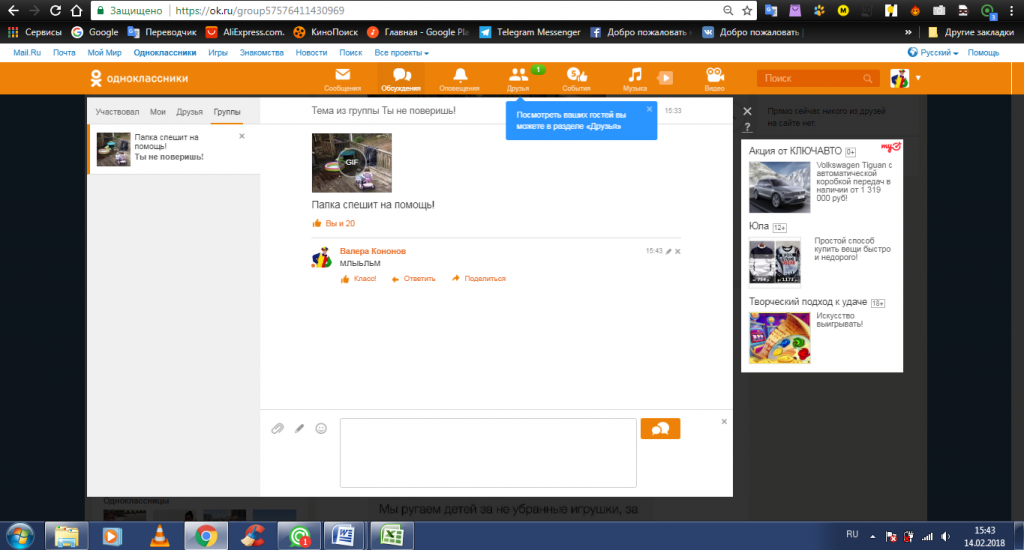 Защищено
https://ok.ru/group57576411430969
Сервисы
Google
Переводчик
AliExpress.com.
КиноПоиск
Главная - Google Pla
Telegram Messenger
Добро пожаловать
Добро пожаловать |
»
Другие закладки
Mail.Ru Почта Мой Мир Одноклассники Игры Знакомства Новости Поиск Все проекты
Русский Помощь
одноклассники
Сообщения
Обсуждения
Оповещения
Друзья
1
События
5
Музыка
Видео
Поиск
Участвовал Мои Друзья Группы
Папка спешит на
помощь!
Ты не поверишь!
Тема из группы Ты не поверишь!
15:33
Посмотреть ваших гостей вы
можете в разделе «Друзья»
GIF
Папка спешит на помощь!
Вы и 20
Валера Кононов
15:43
млыьльм
Класс!
Ответить
Поделиться
?
Прямо сейчас никого из друзей
на сайте нет.
Акция от КЛЮЧАВТО 0+
Volkswagen Tiguan с
автоматической
коробкой передач в
наличии от 1 319
000 руб!
Юла 12+
Простой способ
купить вещи быстро
и недорого!
Творческий подход к удаче 18+
Искусство
выигрывать!
Одноклассницы
Мы ругаем детей за не убранные игрушки, за
1
RU
15:43
14.02.2018